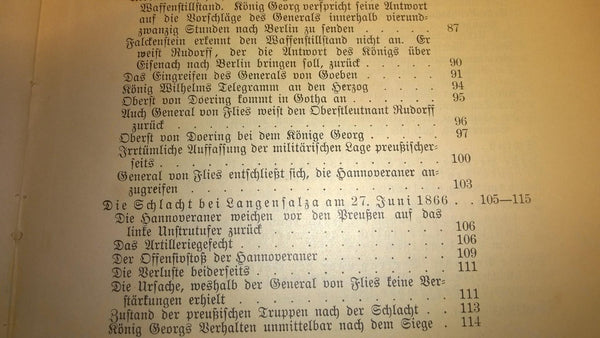 Waffenstillstand. König Georg verspricht seine Antwort
auf die Vorschläge des Generals innerhalb vierund-
zwanzig Stunden nach Berlin zu senden . . . . . 87
Falckenstein erkennt den Waffenstillstand nicht an. Er
weist Rudorff, der die Antwort des Königs über
Eisenach nach Berlin bringen soll, zurück . . . . . 90
Das Eingreifen des Generals von Goeben . . . . . 91
König Wilhelms Telegramm an den Herzog . . . . . 94
Oberst von Doering kommt in Gotha an . . . . . 95
Auch General von Flies weist den Oberstleutnant Rudorff
zurück . . . . . 96
Oberst von Doering bei dem Könige Georg . . . . . 97
Irrtümliche Auffassung der militärischen Lage preußischer-
seits . . . . . 100
General von Flies entschließt sich, die Hannoveraner an-
zugreifen . . . . . 103
Die Schlacht bei Langensalza am 27. Juni 1866 . . 105—115
Die Hannoveraner weichen vor den Preußen auf das
linke Unstrutufer zurück . . . . . 106
Das Artilleriegefecht . . . . . 106
Der Offensivstoß der Hannoveraner . . . . . 109
Die Verluste beiderseits . . . . . 111
Die Ursache, weshalb der General von Flies keine Ver-
stärkungen erhielt . . . . . 111
Zustand der preußischen Truppen nach der Schlacht . . 113
König Georgs Verhalten unmittelbar nach dem Siege . 114